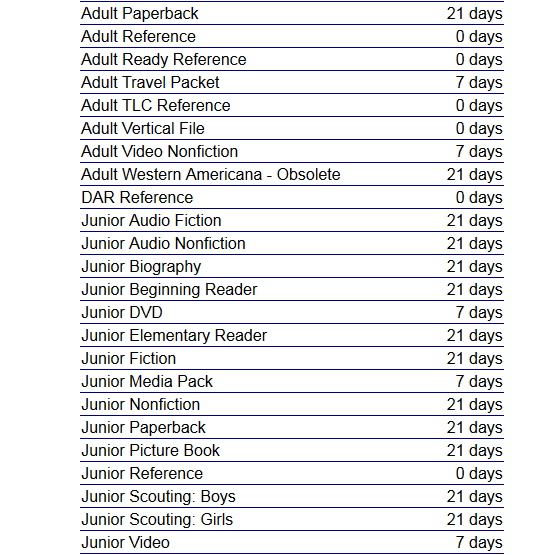 Adult Paperback 21 days
Adult Reference 0 days
Adult Ready Reference 0 days
Adult Travel Packet 7 days
Adult TLC Reference 0 days
Adult Vertical File 0 days
Adult Video Nonfiction 7 days
Adult Western Americana - Obsolete 21 days
DAR Reference 0 days
Junior Audio Fiction 21 days
Junior Audio Nonfiction 21 days
Junior Biography 21 days
Junior Beginning Reader 21 days
Junior DVD 7 days
Junior Elementary Reader 21 days
Junior Fiction 21 days
Junior Media Pack 7 days
Junior Nonfiction 21 days
Junior Paperback 21 days
Junior Picture Book 21 days
Junior Reference 0 days
Junior Scouting: Boys 21 days
Junior Scouting: Girls 21 days
Junior Video 7 days